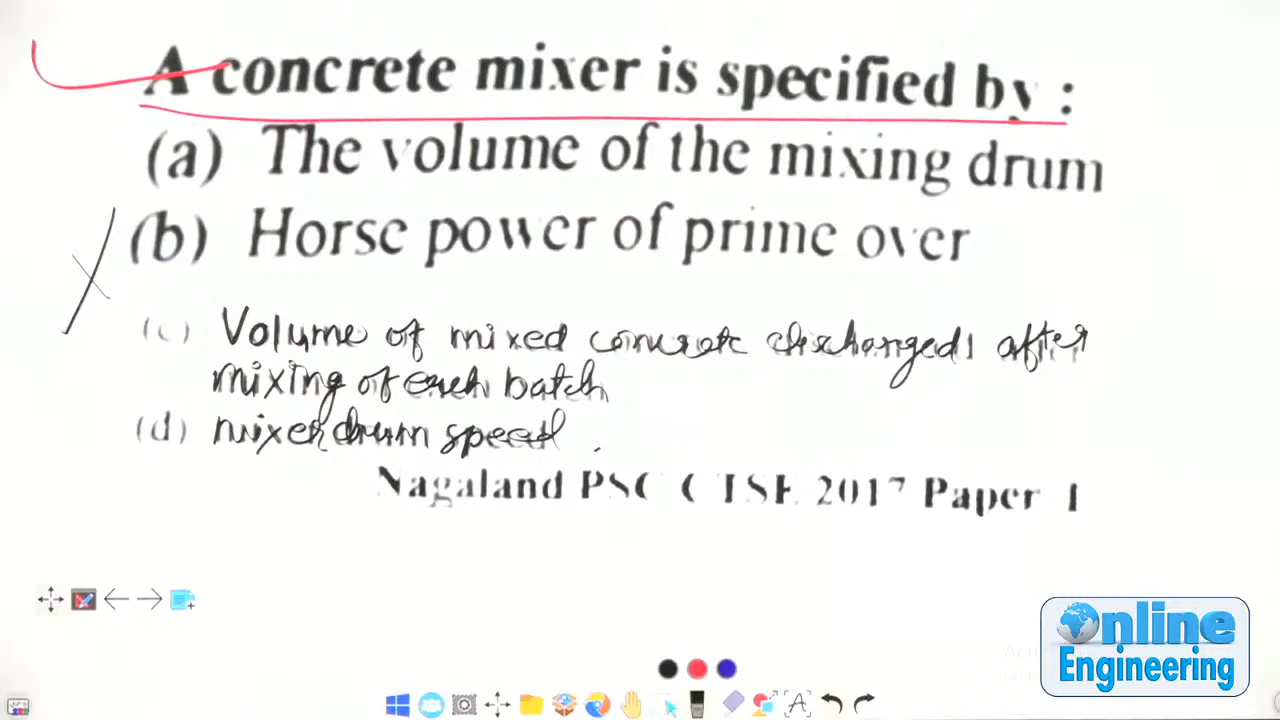 A concrete mixer is specified by :
(a) The volume of the mixing drum
(b) Horse power of prime over
(c) Volume of mixed concrete discharged after
mixing of each batch
(d) mixer drum speed
Nagaland PSC CTSE 2017 Paper I
Online
Engineering